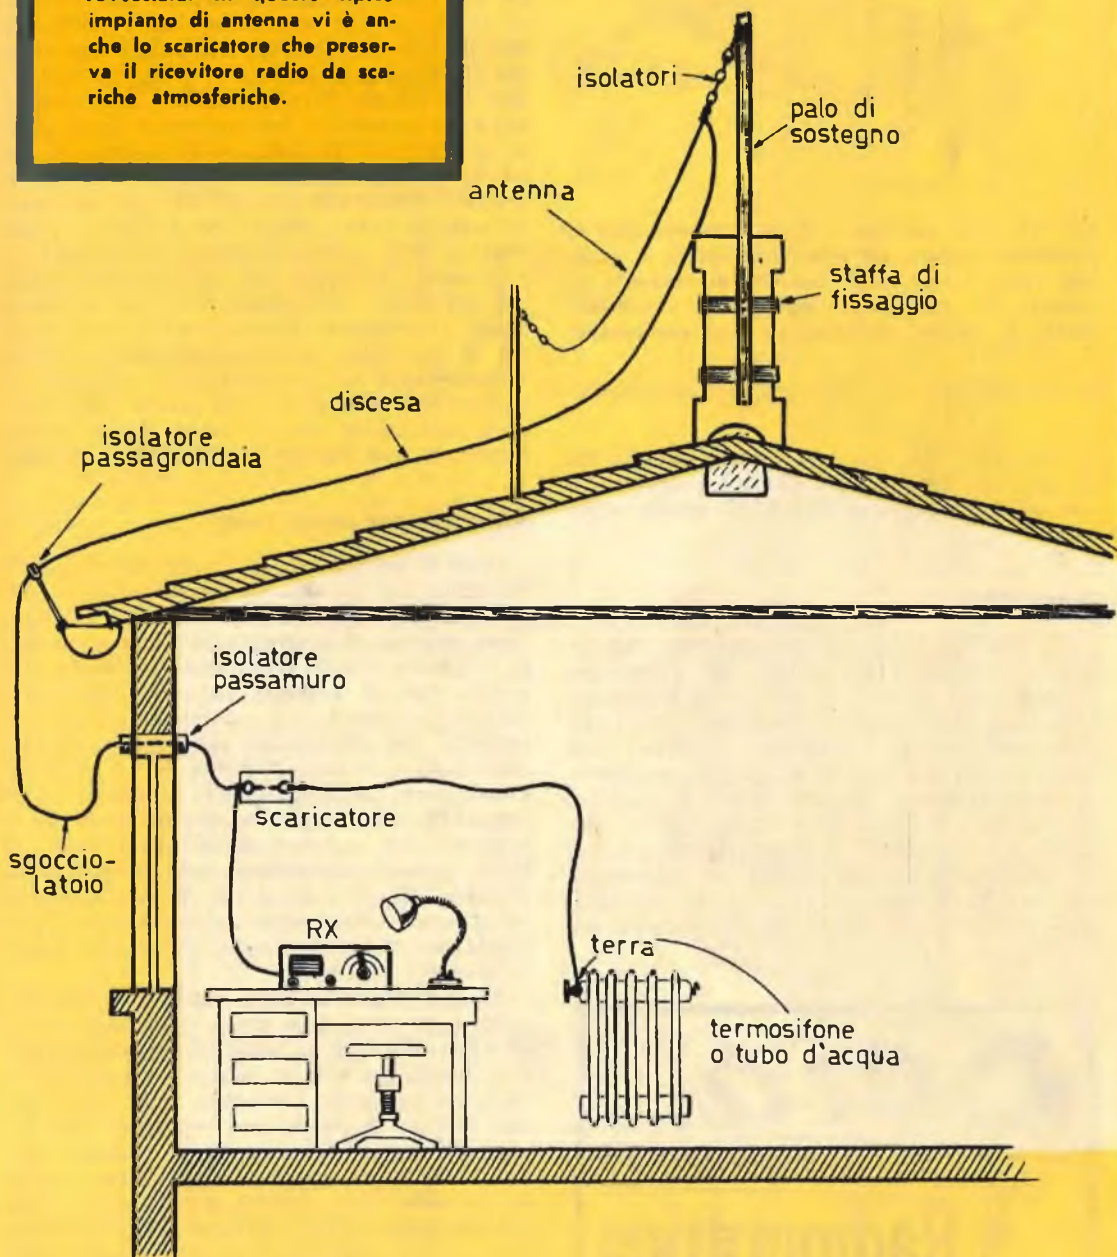 impianto di antenna vi è an-
che lo scaricatore che preser-
va il ricevitore radio da sca-
riche atmosferiche.
isolatori
palo di
sostegno
antenna
staffa di
fissaggio
discesa
isolatore
passagrondaia
isolatore
passamuro
scaricatore
sgoccio-
latoio
RX
terra
termosifone
o tubo d'acqua